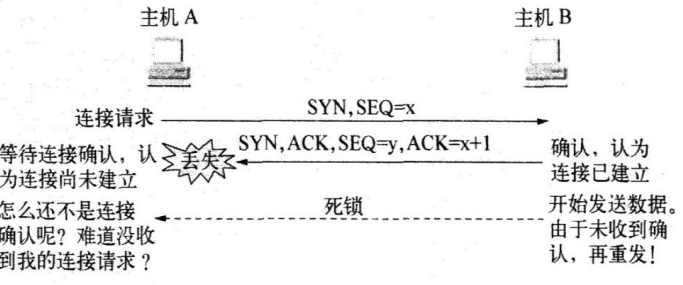 主机 A
主机 B
连接请求
SYN,SEQ=x
等待连接确认，认
为连接尚未建立
丢失
SYN,ACK,SEQ=y,ACK=x+1
确认，认为
连接已建立
怎么还不是连接
确认呢？难道没收
到我的连接请求？
死锁
开始发送数据。
由于未收到确
认，再重发！